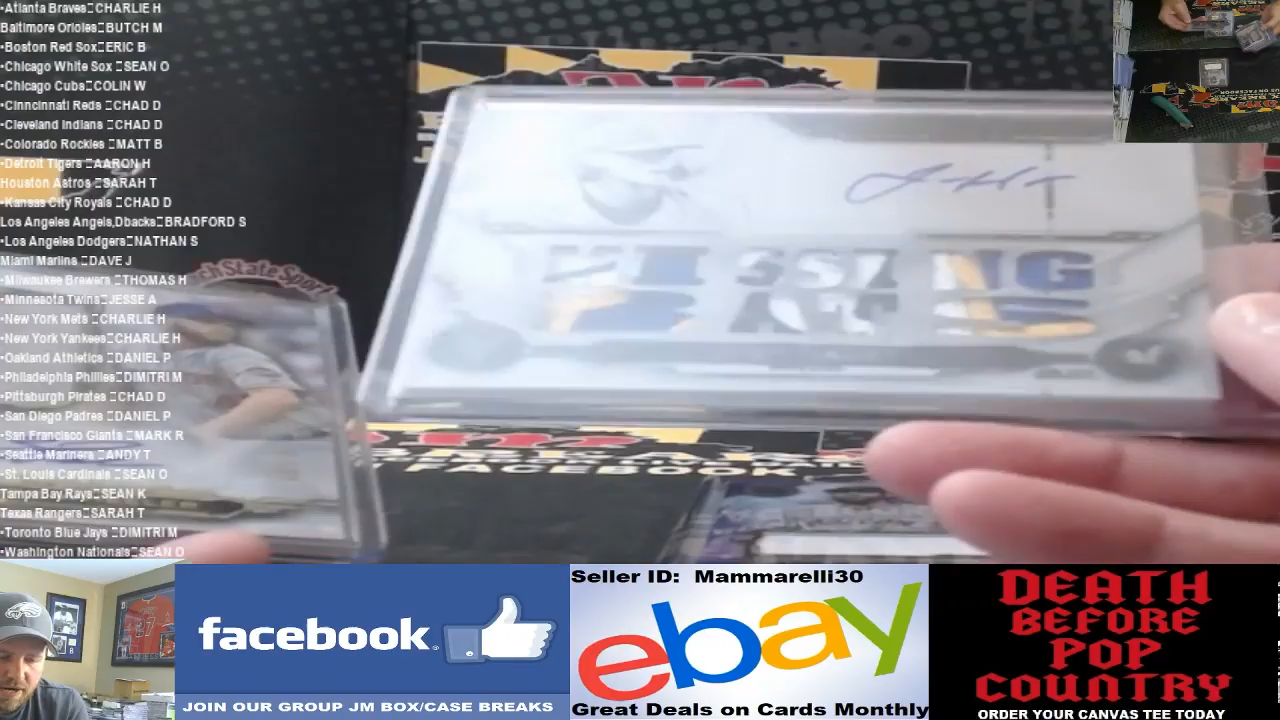 •Atlanta Braves CHARLIE H
Baltimore Orioles BUTCH M
•Boston Red Sox ERIC B
•Chicago White Sox SEAN O
•Chicago Cubs COLIN W
•Cinncinnati Reds CHAD D
•Cleveland Indians CHAD D
•Colorado Rockies MATT B
•Detroit Tigers AARON H
Houston Astros SARAH T
•Kansas City Royals CHAD D
Los Angeles Angels,Dbacks BRADFORD S
•Los Angeles Dodgers NATHAN S
Miami Marlins DAVE J
•Milwaukee Brewers THOMAS H
•Minnesota Twins JESSE A
•New York Mets CHARLIE H
•New York Yankees CHARLIE H
•Oakland Athletics DANIEL P
•Philadelphia Phillies DIMITRI M
•Pittsburgh Pirates CHAD D
•San Diego Padres DANIEL P
•San Francisco Giants MARK R
•Seattle Mariners ANDY T
•St. Louis Cardinals SEAN O
Tampa Bay Rays SEAN K
Texas Rangers SARAH T
•Toronto Blue Jays DIMITRI M
•Washington Nationals SEAN O
FACEBOOK
27
facebook
JOIN OUR GROUP JM BOX/CASE BREAKS
Seller ID: Mammarelli30
ebay
Great Deals on Cards Monthly
DEATH
BEFORE
POP
COUNTRY
ORDER YOUR CANVAS TEE TODAY